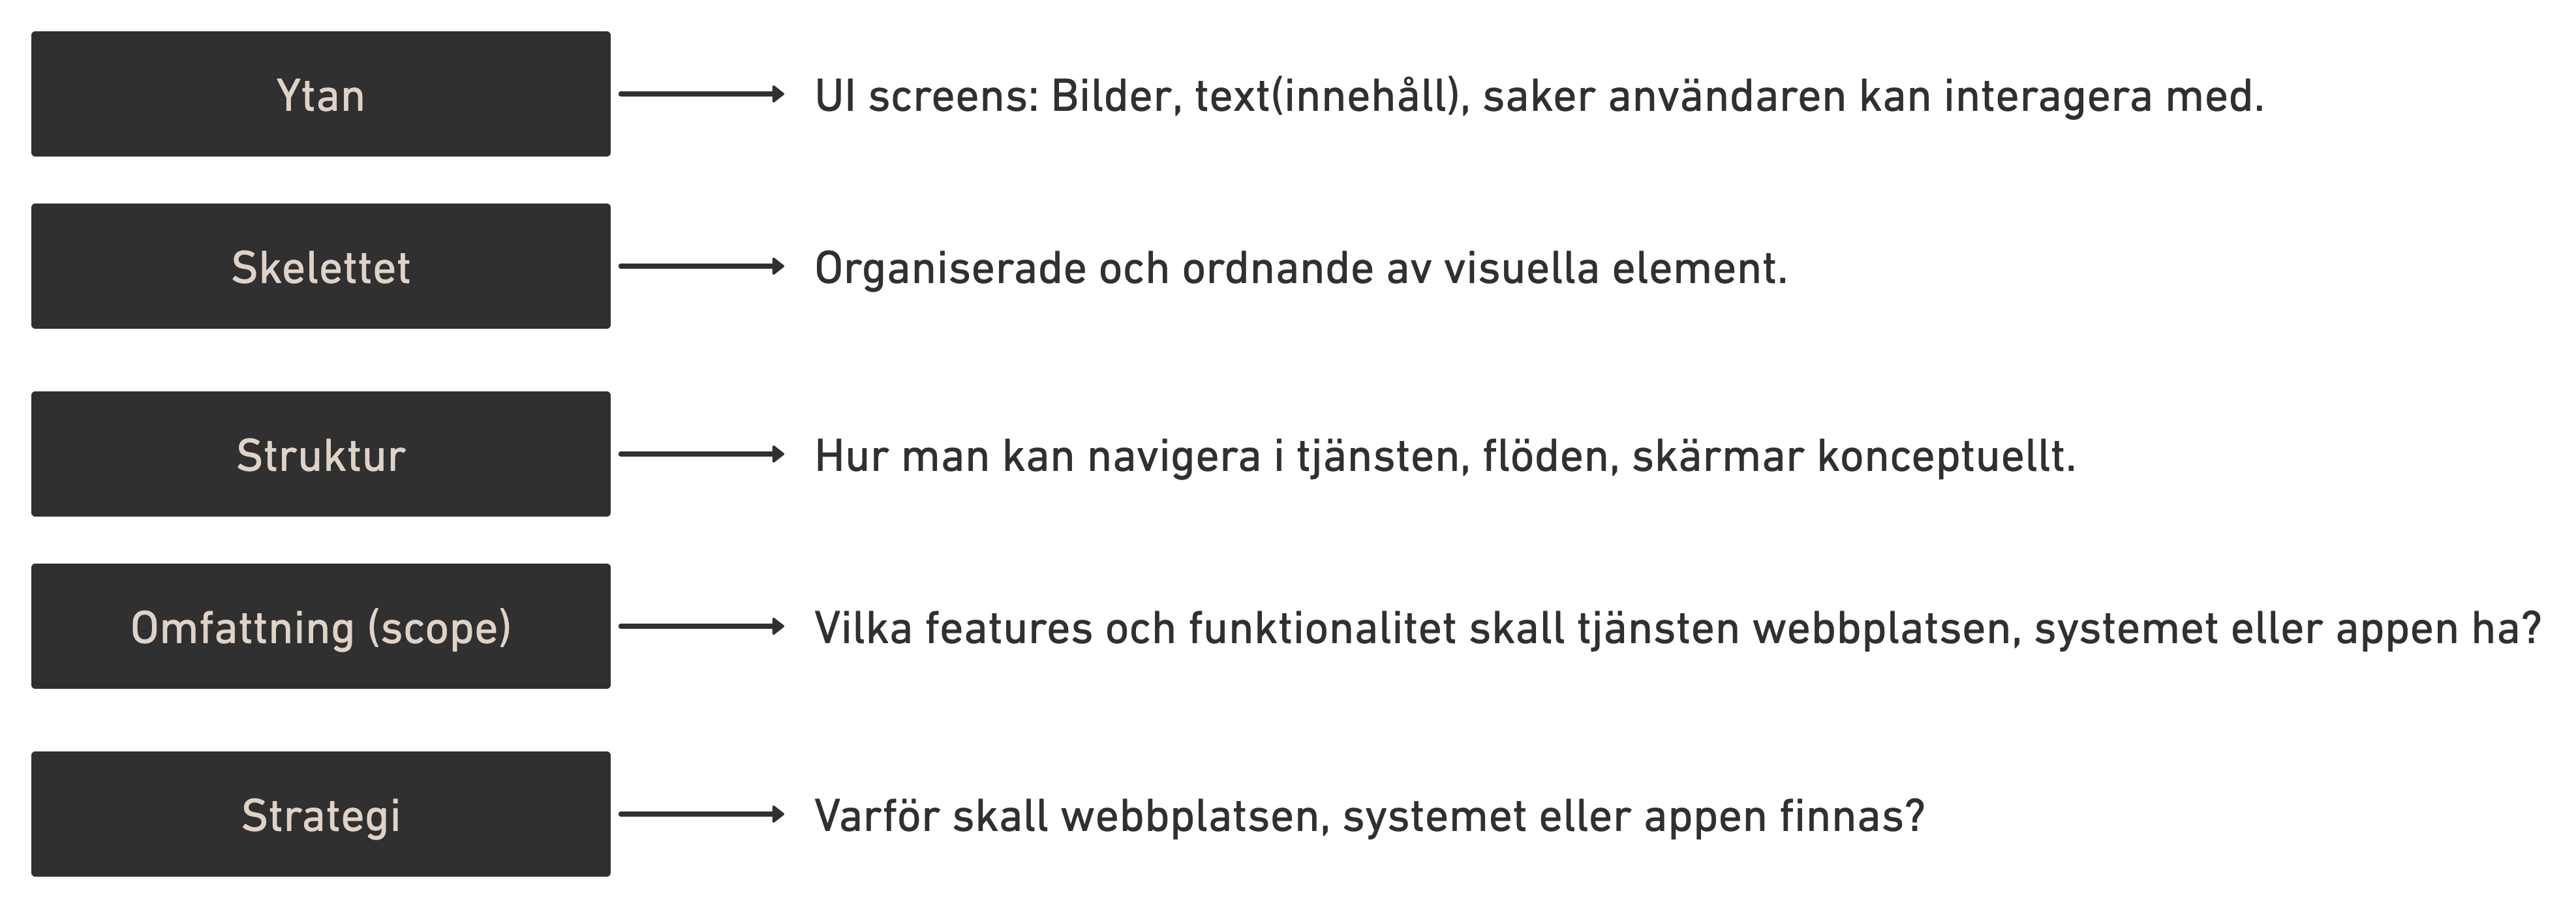 Ytan
UI screens: Bilder, text(innehåll), saker användaren kan interagera med.
Skelettet
Organiserade och ordnande av visuella element.
Struktur
Hur man kan navigera i tjänsten, flöden, skärmar konceptuellt.
Omfattning (scope)
Vilka features och funktionalitet skall tjänsten webbplatsen, systemet eller appen ha?
Strategi
Varför skall webbplatsen, systemet eller appen finnas?